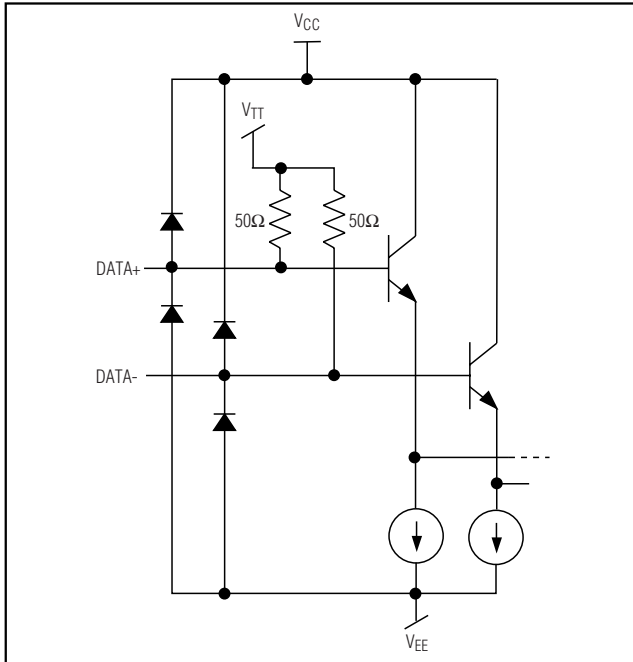 VCC
VTT
50Ω 50Ω
DATA+
DATA-
VEE